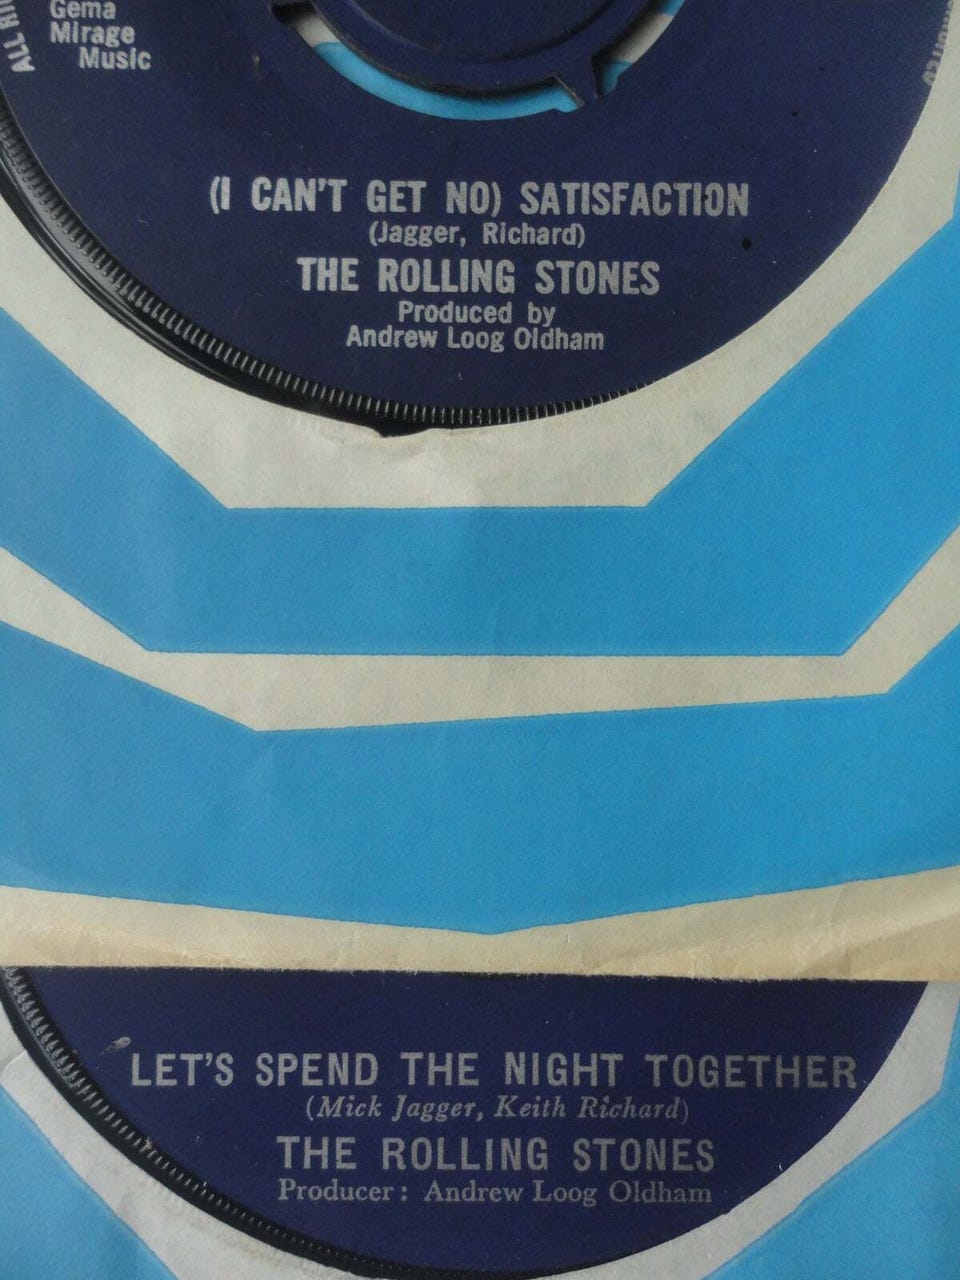 Gema
Mirage
Music
(I CAN'T GET NO) SATISFACTION
(Jagger, Richard)
THE ROLLING STONES
Produced by
Andrew Loog Oldham
LET'S SPEND THE NIGHT TOGETHER
(Mick Jagger, Keith Richard)
THE ROLLING STONES
Producer: Andrew Loog Oldham